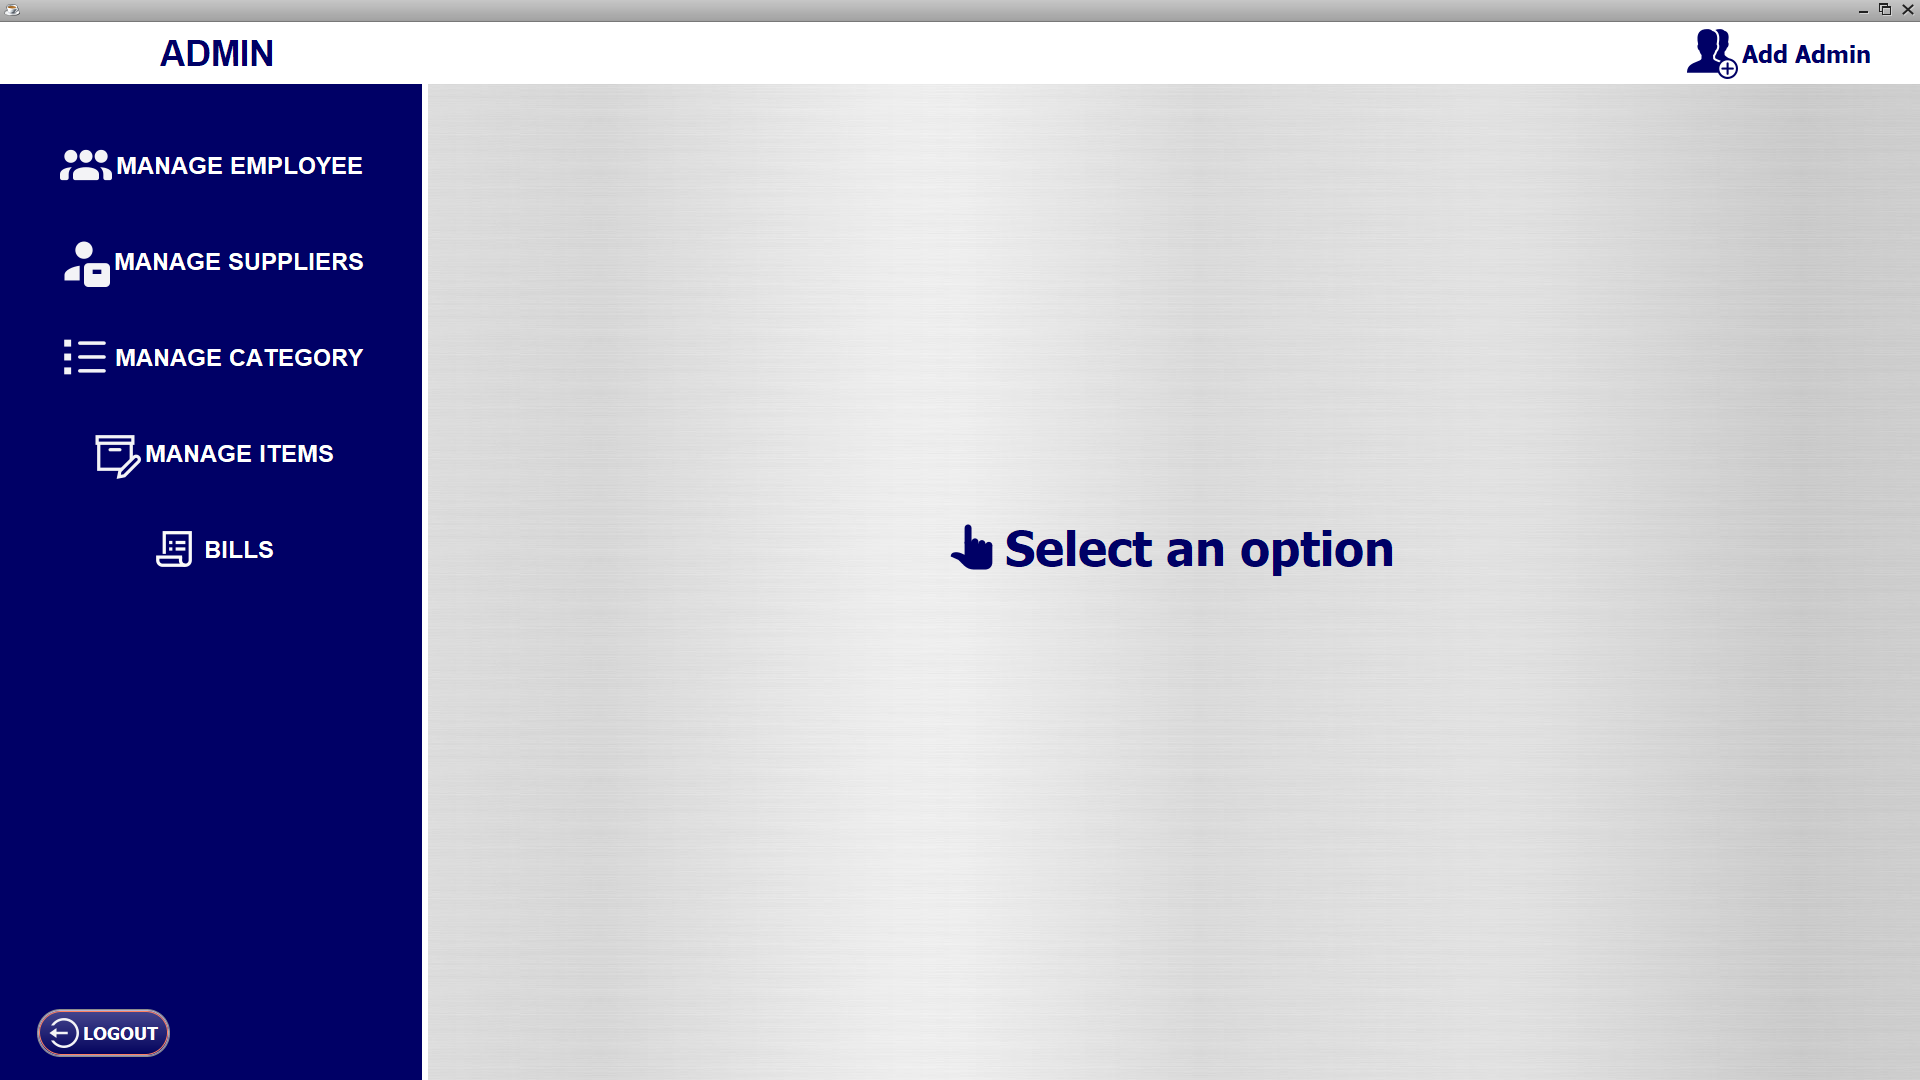 ADMIN
Add Admin
MANAGE EMPLOYEE
MANAGE SUPPLIERS
MANAGE CATEGORY
MANAGE ITEMS
BILLS
Select an option
LOGOUT